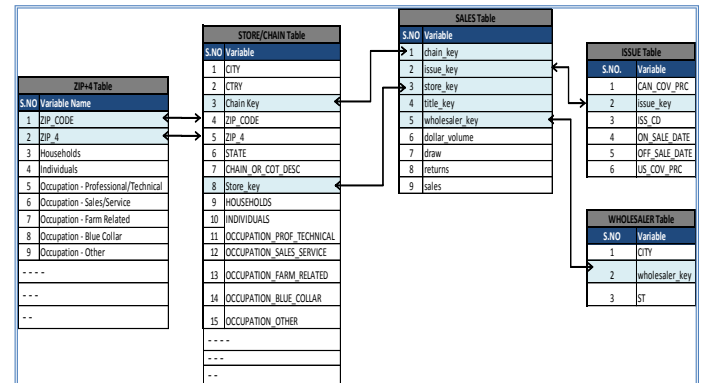 ZIP+4 Table
S.NO Variable Name
1 ZIP_CODE
2 ZIP_4
3 Households
4 Individuals
5 Occupation - Professional/Technical
6 Occupation - Sales/Service
7 Occupation - Farm Related
8 Occupation - Blue Collar
9 Occupation - Other
- - - -
- - -
- -
STORE/CHAIN Table
S.NO Variable
1 CITY
2 CTRY
3 Chain Key
4 ZIP_CODE
5 ZIP_4
6 STATE
7 CHAIN_OR_COT_DESC
8 Store_key
9 HOUSEHOLDS
10 INDIVIDUALS
11 OCCUPATION_PROF_TECHNICAL
12 OCCUPATION_SALES_SERVICE
13 OCCUPATION_FARM_RELATED
14 OCCUPATION_BLUE_COLLAR
15 OCCUPATION_OTHER
- - - -
- - -
- -
SALES Table
S.NO Variable
1 chain_key
2 issue_key
3 store_key
4 title_key
5 wholesaler_key
6 dollar_volume
7 draw
8 returns
9 sales
ISSUE Table
S.NO. Variable
1 CAN_COV_PRC
2 issue_key
3 ISS_CD
4 ON_SALE_DATE
5 OFF_SALE_DATE
6 US_COV_PRC
WHOLESALER Table
S.NO Variable
1 CITY
2 wholesaler_key
3 ST